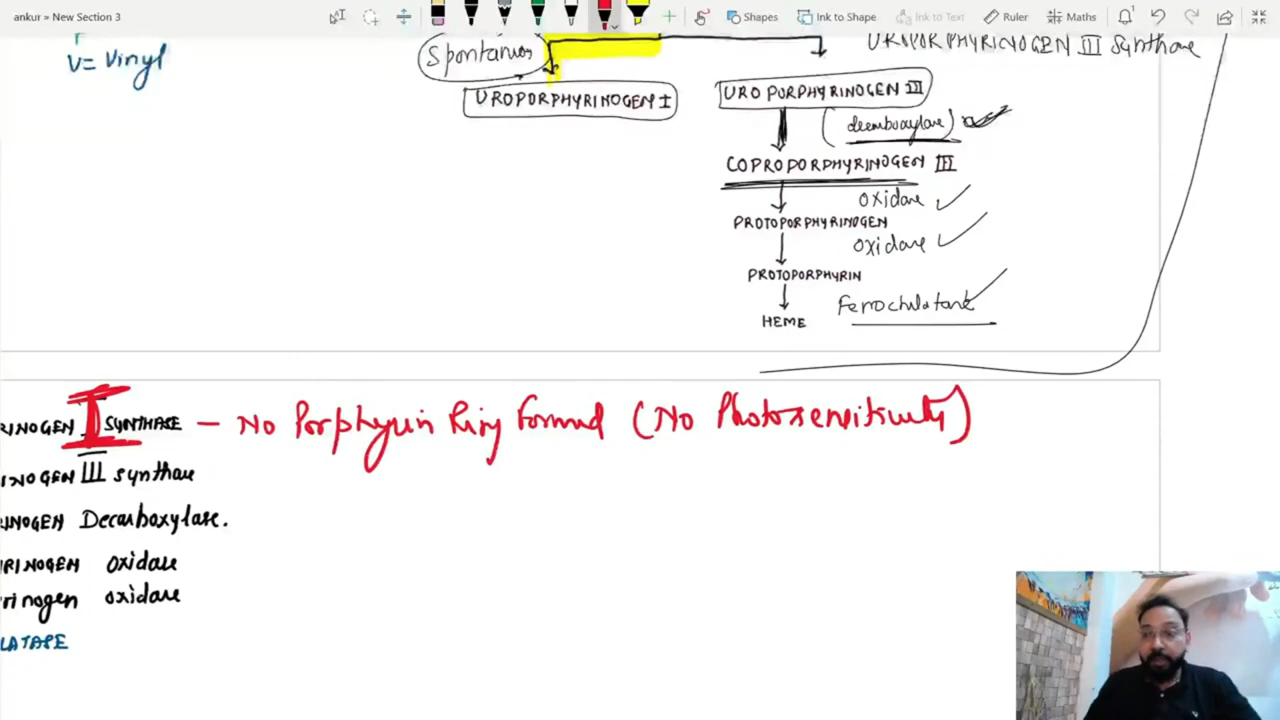 ankur » New Section 3
Shapes
Ink to Shape
Ink to Text
Ruler
Maths
V= Vinyl
Spontanus
UROPORPHYRINOGEN III Synthase
UROPORPHYRINOGEN I
UROPORPHYRINOGEN III
(decarboxylase)
COPROPORPHYRINOGEN III
oxidase
PROTOPORPHYRINOGEN
oxidase
PROTOPORPHYRIN
Ferrochelatase
HEME
RINOGEN I SYNTHASE – No Porphyrin Ring Formed (No Photosensitivity)
INOGEN III synthase
RINOGEN Decarboxylase.
RINOGEN oxidase
rinogen oxidase
LATASE